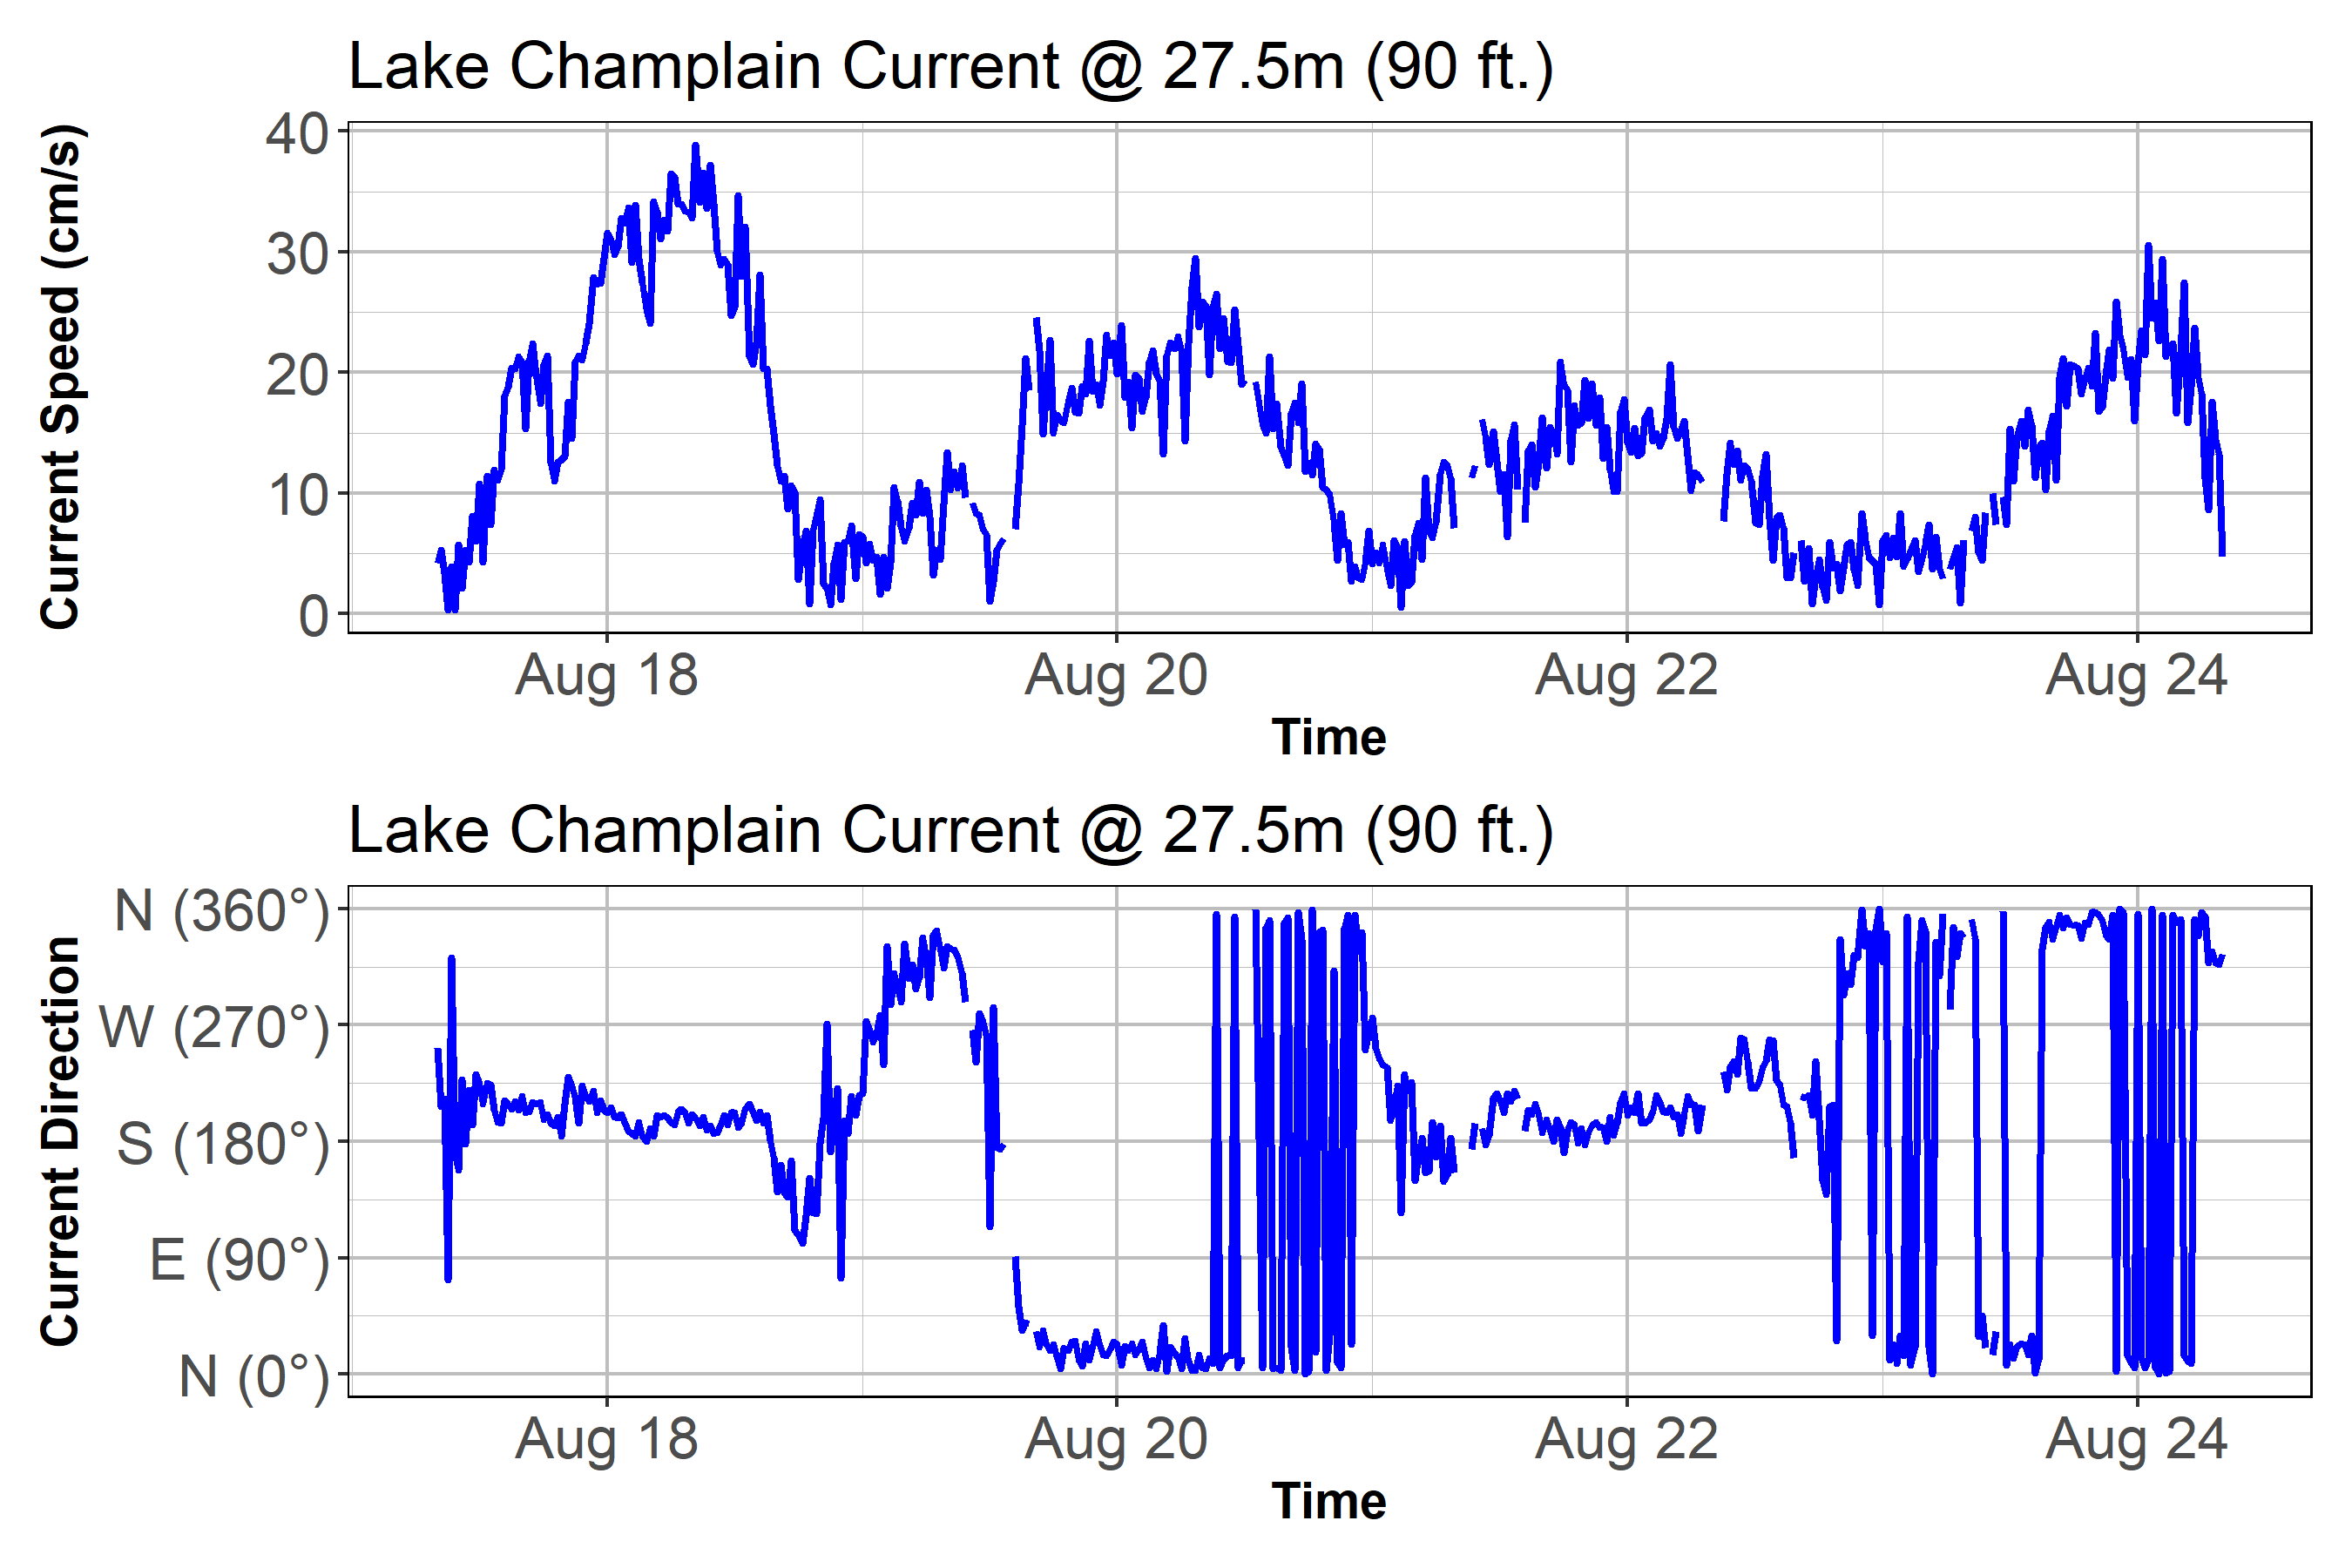 Lake Champlain Current @ 27.5m (90 ft.)
Current Speed (cm/s)
40
30
20
10
0
Aug 18 Aug 20 Aug 22 Aug 24
Time
Lake Champlain Current @ 27.5m (90 ft.)
Current Direction
N (360°)
W (270°)
S (180°)
E (90°)
N (0°)
Aug 18 Aug 20 Aug 22 Aug 24
Time